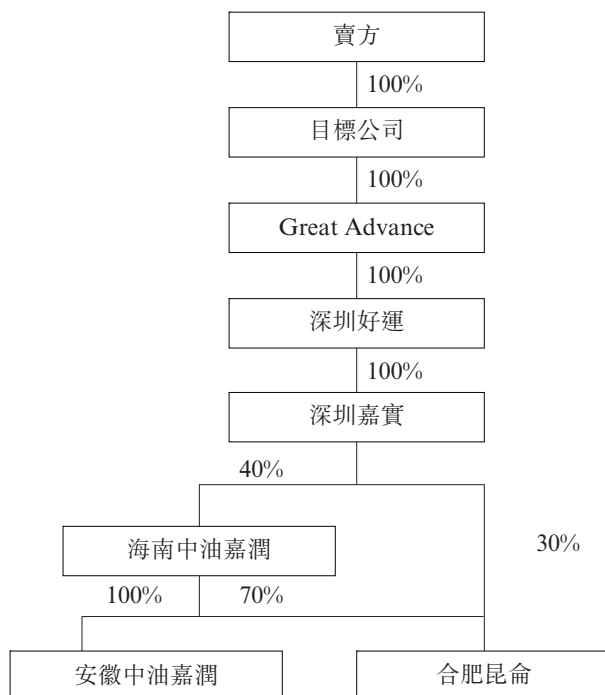 賣方
100%
目標公司
100%
Great Advance
100%
深圳好運
100%
深圳嘉實
40%
海南中油嘉潤
30%
100%
70%
安徽中油嘉潤
合肥昆侖